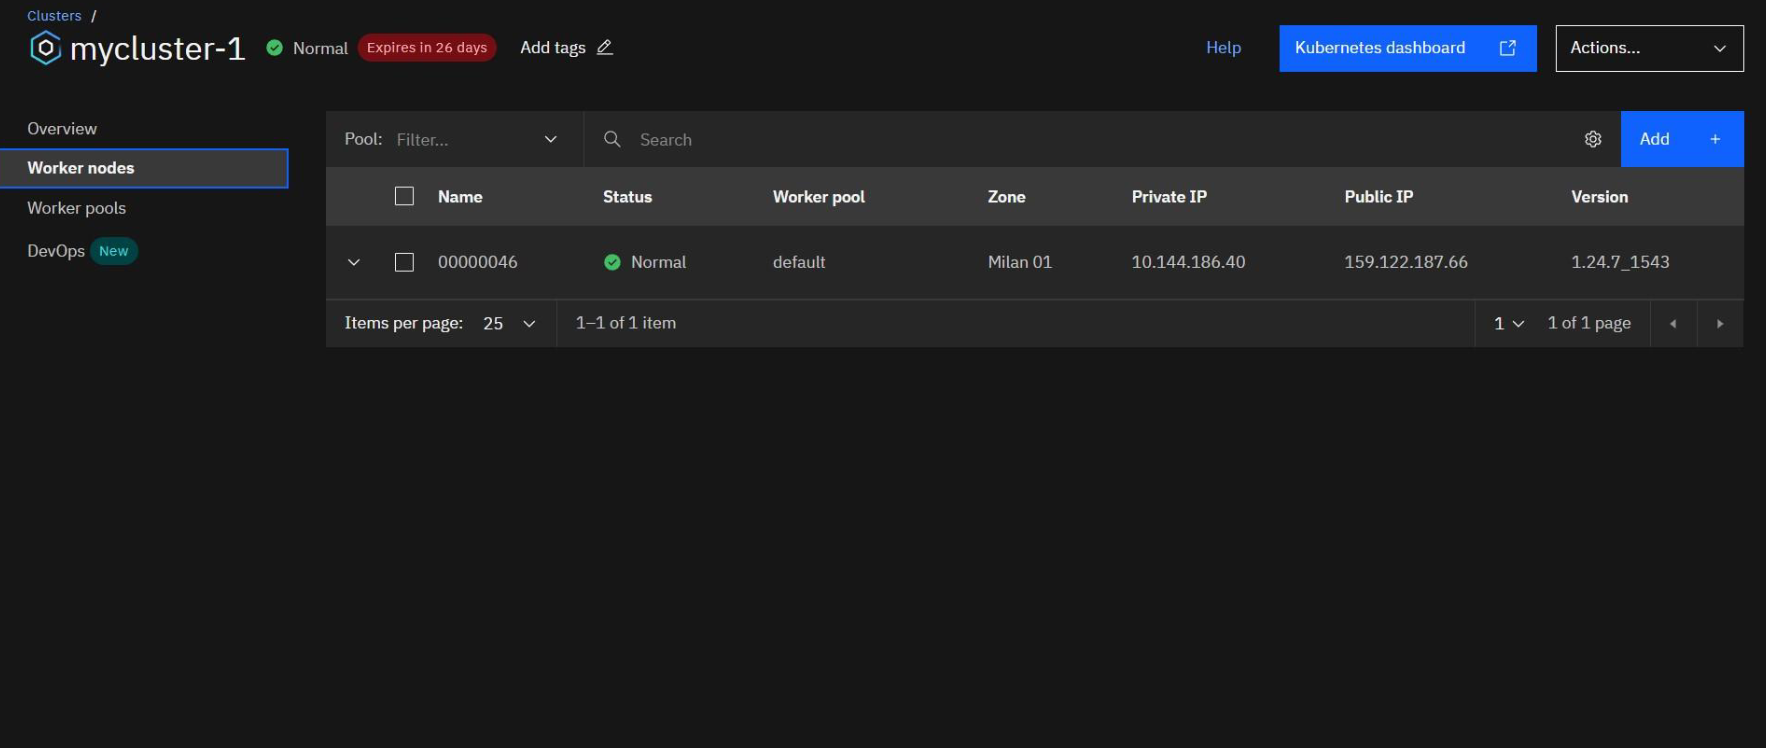 Clusters /
mycluster-1 Normal Expires in 26 days Add tags Help Kubernetes dashboard Actions...
Overview
Worker nodes
Worker pools
DevOps New
Pool: Filter... Search Add +
Name Status Worker pool Zone Private IP Public IP Version
00000046 Normal default Milan 01 10.144.186.40 159.122.187.66 1.24.7_1543
Items per page: 25 1–1 of 1 item 1 1 of 1 page